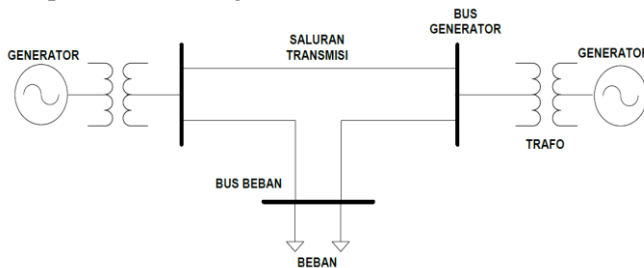 GENERATOR
SALURAN
TRANSMISI
BUS
GENERATOR
GENERATOR
TRAFO
BUS BEBAN
BEBAN